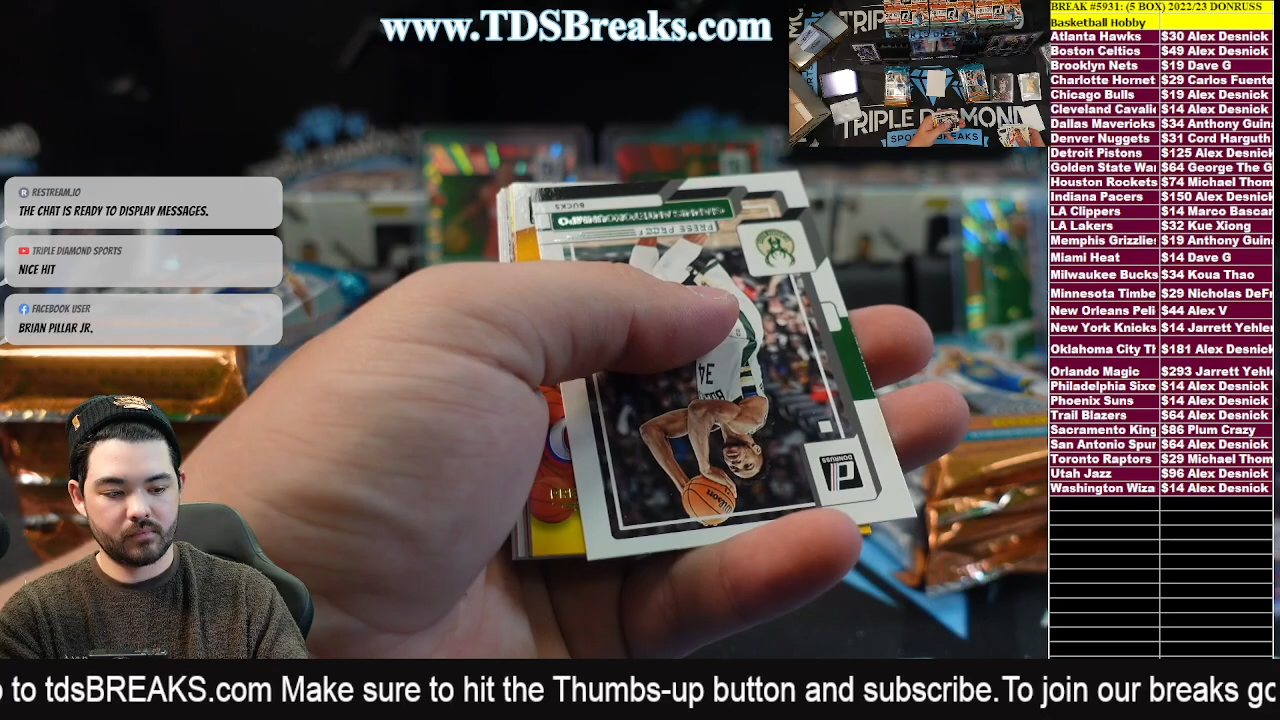 www.TDSBreaks.com
RESTREAM.IO
THE CHAT IS READY TO DISPLAY MESSAGES.
TRIPLE DIAMOND SPORTS
NICE HIT
FACEBOOK USER
BRIAN PILLAR JR.
TRIPLE DIAMOND
BUCKS
PRESS PROOF
34
DONRUSS
Wilson
BREAK #5931: (5 BOX) 2022/23 DONRUSS
Basketball Hobby
Atlanta Hawks $30 Alex Desnick
Boston Celtics $49 Alex Desnick
Brooklyn Nets $19 Dave G
Charlotte Hornet $29 Carlos Fuente
Chicago Bulls $19 Alex Desnick
Cleveland Cavali $14 Alex Desnick
Dallas Mavericks $34 Anthony Guin
Denver Nuggets $31 Cord Harguth
Detroit Pistons $125 Alex Desnick
Golden State Wa $64 George The G
Houston Rockets $74 Michael Thom
Indiana Pacers $150 Alex Desnick
LA Clippers $14 Marco Bascar
LA Lakers $32 Kue Xiong
Memphis Grizzlie $19 Anthony Guin
Miami Heat $14 Dave G
Milwaukee Bucks $34 Koua Thao
Minnesota Timbe $29 Nicholas DeFr
New Orleans Peli $44 Alex V
New York Knicks $14 Jarrett Yehle
Oklahoma City Th $181 Alex Desnick
Orlando Magic $293 Jarrett Yehl
Philadelphia Sixe $14 Alex Desnick
Phoenix Suns $14 Alex Desnick
Trail Blazers $64 Alex Desnick
Sacramento King $86 Plum Crazy
San Antonio Spur $64 Alex Desnick
Toronto Raptors $29 Michael Thom
Utah Jazz $96 Alex Desnick
Washington Wiza $14 Alex Desnick
to tdsBREAKS.com Make sure to hit the Thumbs-up button and subscribe.To join our breaks go